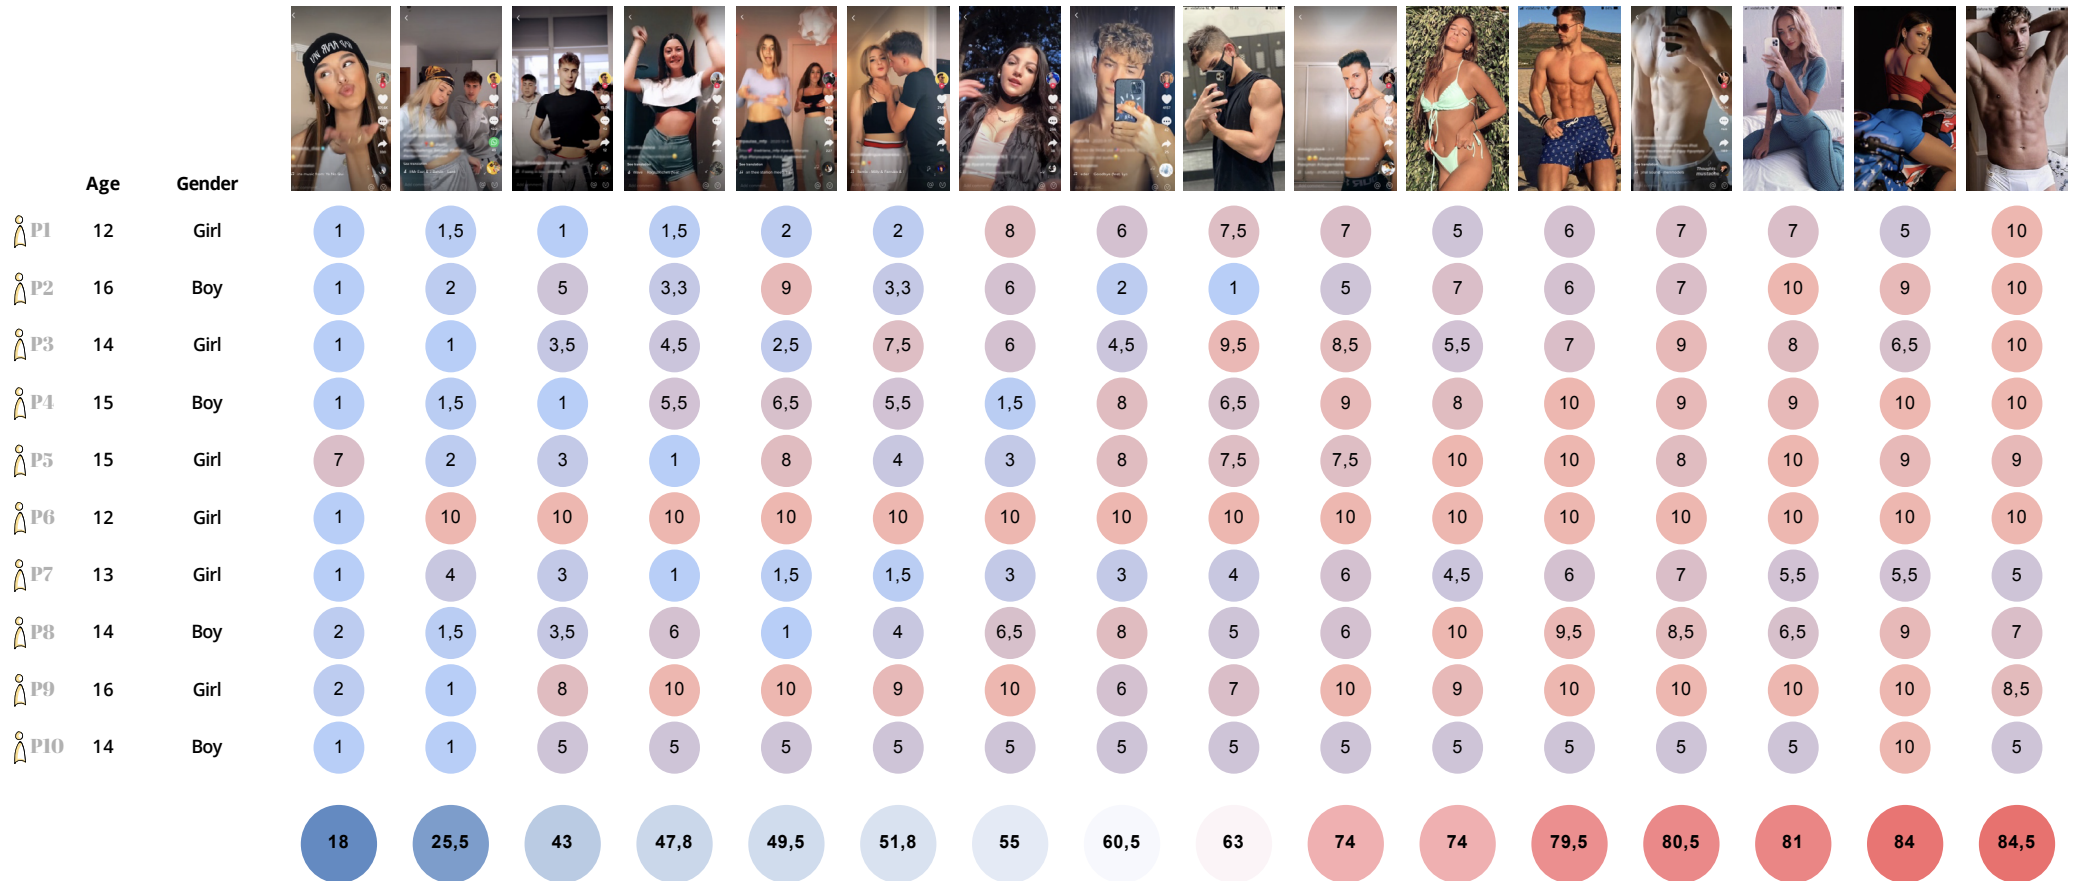 Age Gender
P1 12 Girl 1 1,5 1 1,5 2 2 8 6 7,5 7 5 6 7 7 5 10
P2 16 Boy 1 2 5 3,3 9 3,3 6 2 1 5 7 6 7 10 9 10
P3 14 Girl 1 1 3,5 4,5 2,5 7,5 6 4,5 9,5 8,5 5,5 7 9 8 6,5 10
P4 15 Boy 1 1,5 1 5,5 6,5 5,5 1,5 8 6,5 9 8 10 9 9 10 10
P5 15 Girl 7 2 3 1 8 4 3 8 7,5 7,5 10 10 8 10 9 9
P6 12 Girl 1 10 10 10 10 10 10 10 10 10 10 10 10 10 10 10
P7 13 Girl 1 4 3 1 1,5 1,5 3 3 4 6 4,5 6 7 5,5 5,5 5
P8 14 Boy 2 1,5 3,5 6 1 4 6,5 8 5 6 10 9,5 8,5 6,5 9 7
P9 16 Girl 2 1 8 10 10 9 10 6 7 10 9 10 10 10 10 8,5
P10 14 Boy 1 1 5 5 5 5 5 5 5 5 5 5 5 5 10 5
18 25,5 43 47,8 49,5 51,8 55 60,5 63 74 74 79,5 80,5 81 84 84,5